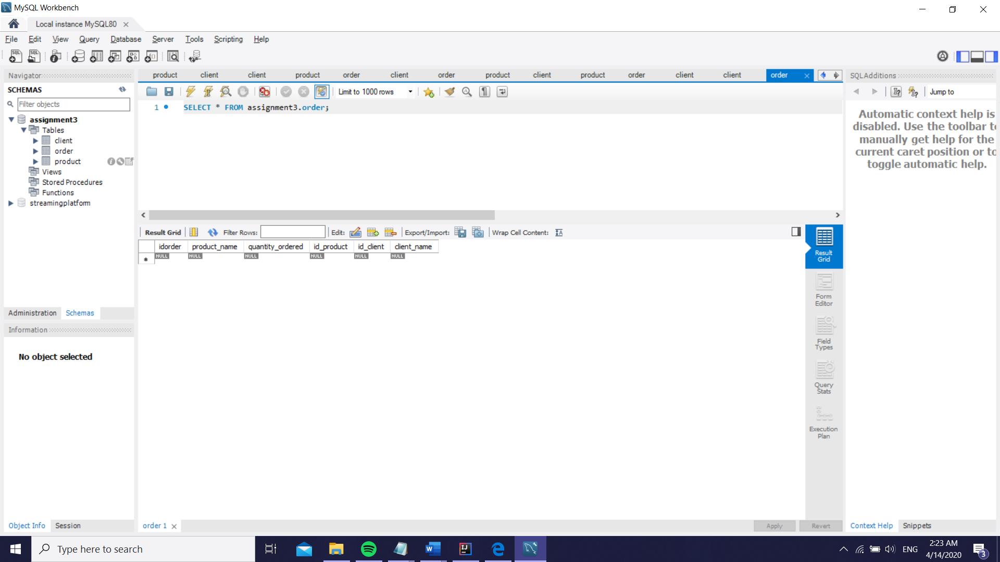 MySQL Workbench
Local instance MySQL80
File Edit View Query Database Server Tools Scripting Help
Navigator
SCHEMAS
Filter objects
assignment3
Tables
client
order
product
Views
Stored Procedures
Functions
streamingplatform
Administration Schemas
Information
No object selected
Object Info Session
product client client product order client order product client product order client client order
Limit to 1000 rows
1 SELECT * FROM assignment3.order;
Result Grid Filter Rows: Edit: Export/Import: Wrap Cell Content:
idorder product_name quantity_ordered id_product id_client client_name
NULL NULL NULL NULL NULL NULL
Result
Grid
Form
Editor
Field
Types
Query
Stats
Execution
Plan
order 1
Apply Revert
SQLAdditions
Jump to
Automatic context help is
disabled. Use the toolbar
manually get help for the
current caret position or to
toggle automatic help.
Context Help Snippets
Type here to search
ENG
2:23 AM
4/14/2020
3